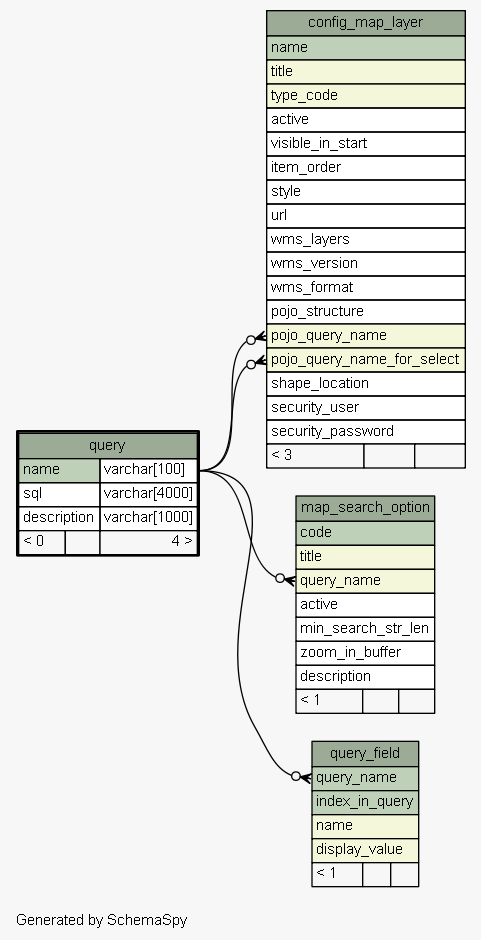 config_map_layer
name
title
type_code
active
visible_in_start
item_order
style
url
wms_layers
wms_version
wms_format
pojo_structure
pojo_query_name
pojo_query_name_for_select
shape_location
security_user
security_password
< 3
query
name varchar[100]
sql varchar[4000]
description varchar[1000]
< 0 4 >
map_search_option
code
title
query_name
active
min_search_str_len
zoom_in_buffer
description
< 1
query_field
query_name
index_in_query
name
display_value
< 1
Generated by SchemaSpy